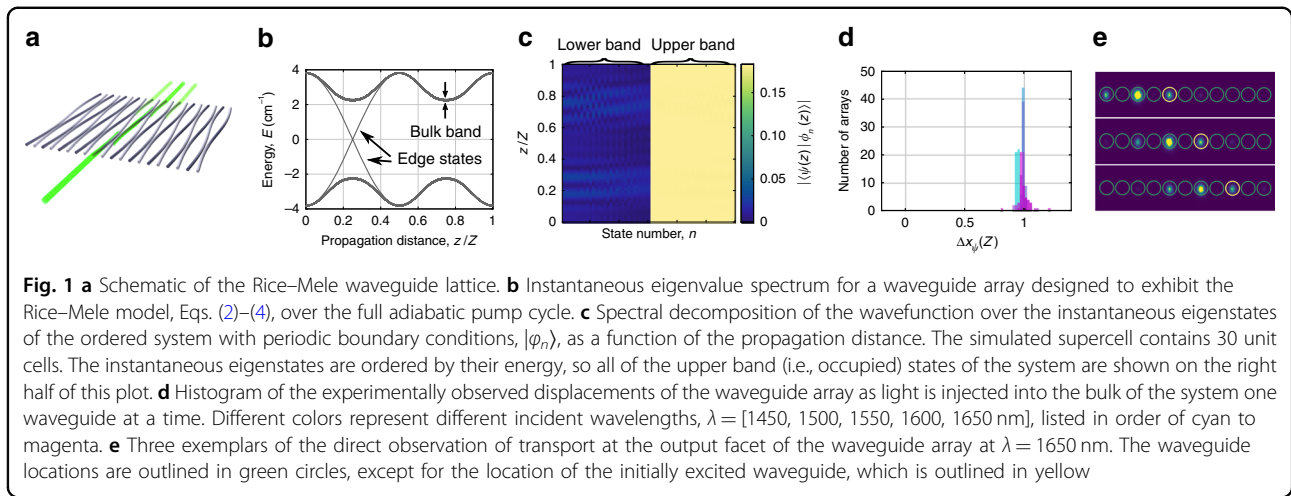 a
b
c
d
e
4
2
0
−2
−4
Energy, E (cm⁻¹)
0
0.2
0.4
0.6
0.8
1
Propagation distance, z/Z
Bulk band
Edge states
Lower band Upper band
1
0.8
0.6
0.4
0.2
0
z/Z
State number, n
0.15
0.10
0.05
0
|⟨ψ(z)|ϕn(z)⟩|
50
40
30
20
10
0
Number of arrays
0
0.5
1
Δxψ(Z)
Fig. 1 a Schematic of the Rice–Mele waveguide lattice. b Instantaneous eigenvalue spectrum for a waveguide array designed to exhibit the
Rice–Mele model, Eqs. (2)–(4), over the full adiabatic pump cycle. c Spectral decomposition of the wavefunction over the instantaneous eigenstates
of the ordered system with periodic boundary conditions, |φn⟩, as a function of the propagation distance. The simulated supercell contains 30 unit
cells. The instantaneous eigenstates are ordered by their energy, so all of the upper band (i.e., occupied) states of the system are shown on the right
half of this plot. d Histogram of the experimentally observed displacements of the waveguide array as light is injected into the bulk of the system one
waveguide at a time. Different colors represent different incident wavelengths, λ = [1450, 1500, 1550, 1600, 1650 nm], listed in order of cyan to
magenta. e Three exemplars of the direct observation of transport at the output facet of the waveguide array at λ = 1650 nm. The waveguide
locations are outlined in green circles, except for the location of the initially excited waveguide, which is outlined in yellow